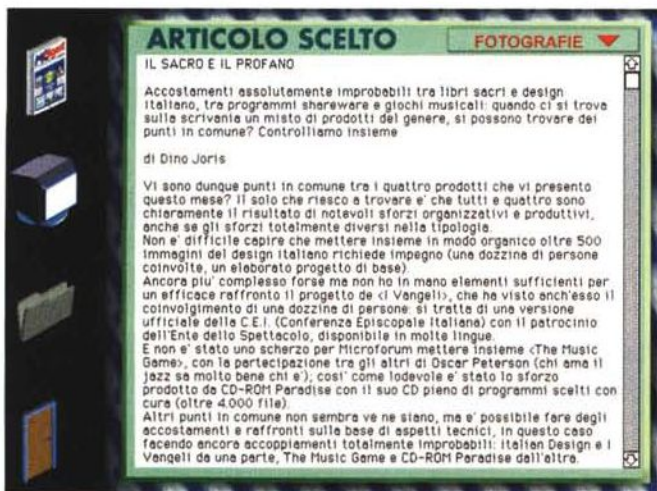 ARTICOLO SCELTO
FOTOGRAFIE
IL SACRO E IL PROFANO
Accostamenti assolutamente improbabili tra libri sacri e design
italiano, tra programmi shareware e giochi musicali: quando ci si trova
sulla scrivania un misto di prodotti del genere, si possono trovare dei
punti in comune? Controlliamo insieme
di Dino Joris
Vi sono dunque punti in comune tra i quattro prodotti che vi presento
questo mese? Il solo che riesco a trovare e' che tutti e quattro sono
chiaramente il risultato di notevoli sforzi organizzativi e produttivi,
anche se gli sforzi totalmente diversi nella tipologia.
Non e' difficile capire che mettere insieme in modo organico oltre 500
immagini del design italiano richiede impegno (una dozzina di persone
coinvolte, un elaborato progetto di base).
Ancora piu' complesso forse ma non ho in mano elementi sufficienti per
un efficace raffronto il progetto de <I Vangeli>, che ha visto anch'esso il
coinvolgimento di una dozzina di persone: si tratta di una versione
ufficiale della C.E.I. (Conferenza Episcopale Italiana) con il patrocinio
dell'Ente dello Spettacolo, disponibile in molte lingue.
E non e' stato uno scherzo per Microforum mettere insieme <The Music
Game>, con la partecipazione tra gli altri di Oscar Peterson (chi ama il
jazz sa molto bene chi e'); cosi' come lodevole e' stato lo sforzo
prodotto da CD-ROM Paradise con il suo CD pieno di programmi scelti con
cura (oltre 4.000 file).
Altri punti in comune non sembra ve ne siano, ma e' possibile fare degli
accostamenti e raffronti sulla base di aspetti tecnici, in questo caso
facendo ancora accoppiamenti totalmente improbabili: Italian Design e I
Vangeli da una parte, The Music Game e CD-ROM Paradise dall'altra.